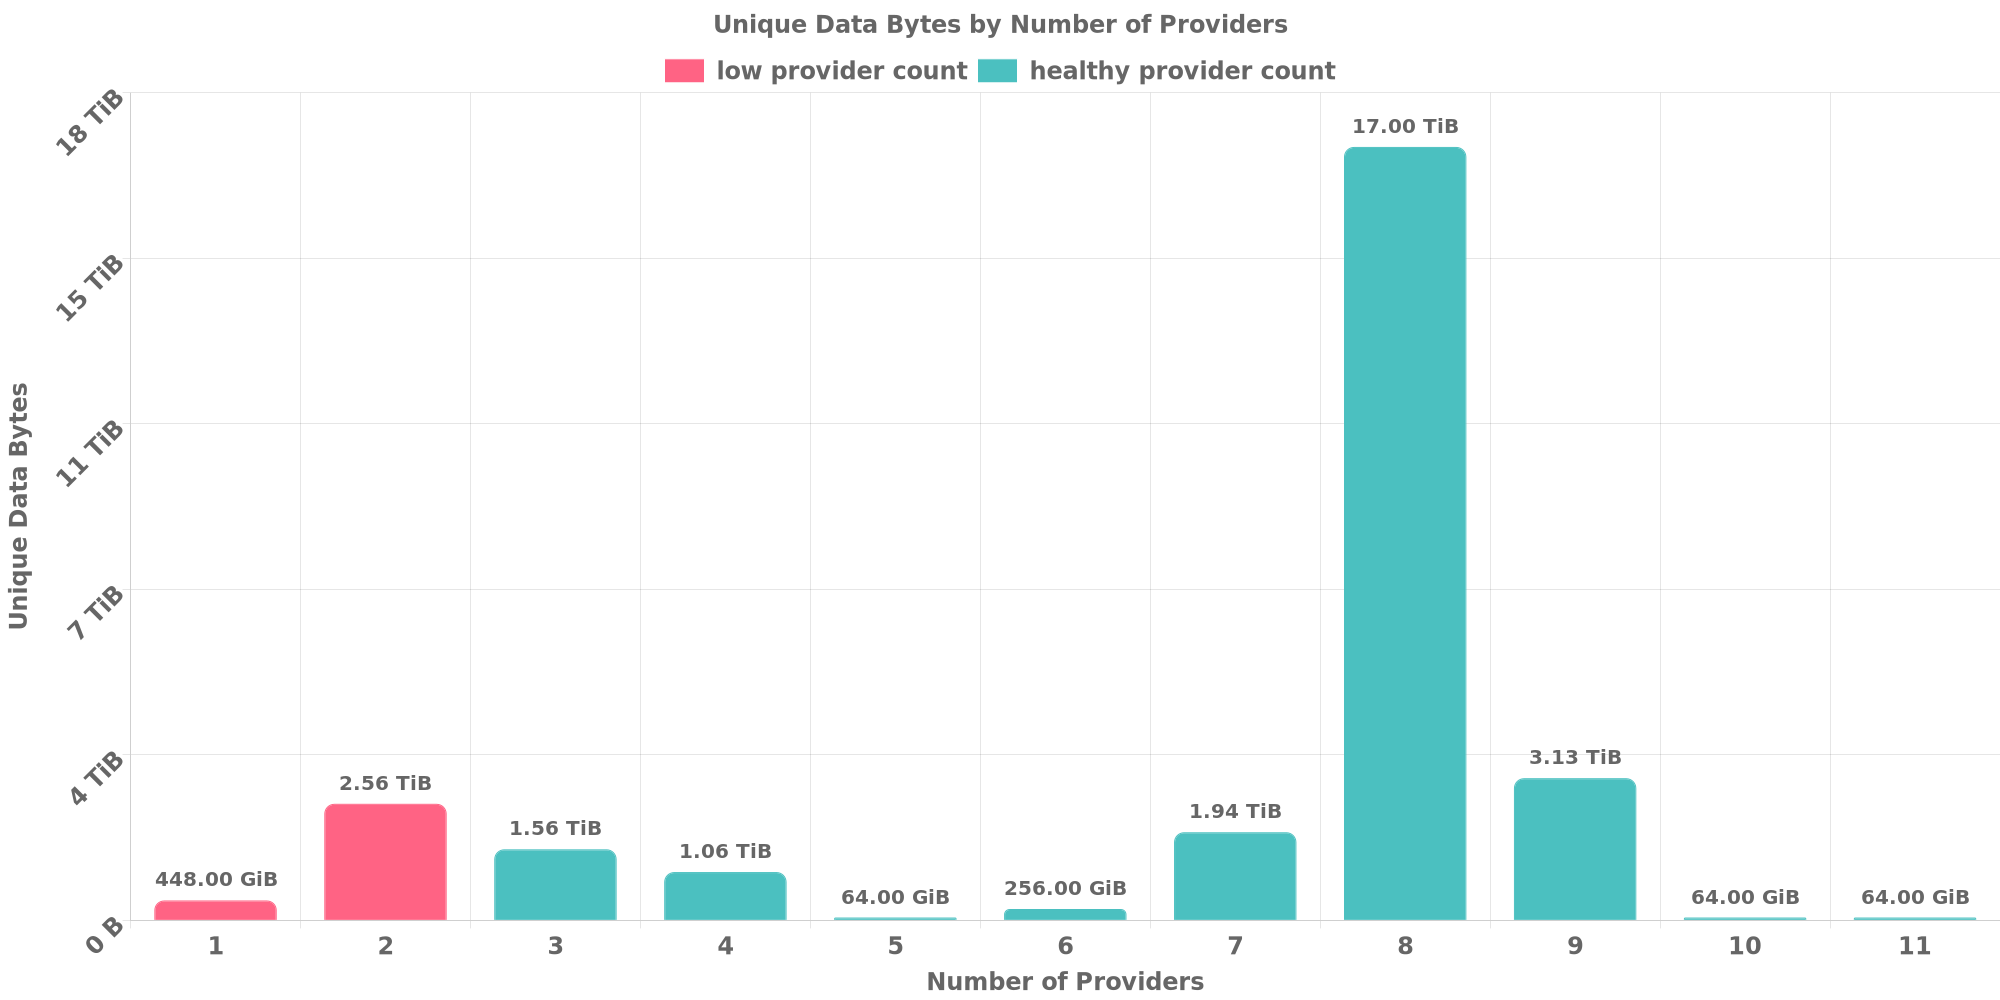 Unique Data Bytes by Number of Providers
low provider count healthy provider count
18 TiB
15 TiB
11 TiB
7 TiB
4 TiB
0 B
Unique Data Bytes
448.00 GiB
2.56 TiB
1.56 TiB
1.06 TiB
64.00 GiB
256.00 GiB
1.94 TiB
17.00 TiB
3.13 TiB
64.00 GiB
64.00 GiB
1 2 3 4 5 6 7 8 9 10 11
Number of Providers